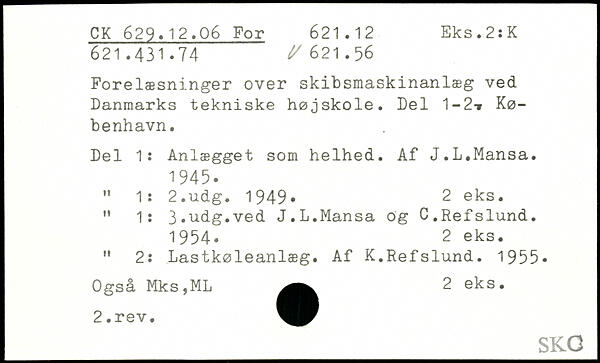 CK 629.12.06 For 621.12 Eks.2:K
621.431.74 √ 621.56
Forelæsninger over skibsmaskinanlæg ved
Danmarks tekniske højskole. Del 1-2. Kø-
benhavn.
Del 1: Anlægget som helhed. Af J.L.Mansa.
1945.
" 1: 2.udg. 1949. 2 eks.
" 1: 3.udg.ved J.L.Mansa og C.Refslund.
1954. 2 eks.
" 2: Lastkøleanlæg. Af K.Refslund. 1955.
Også Mks,ML 2 eks.
2.rev.
SKC